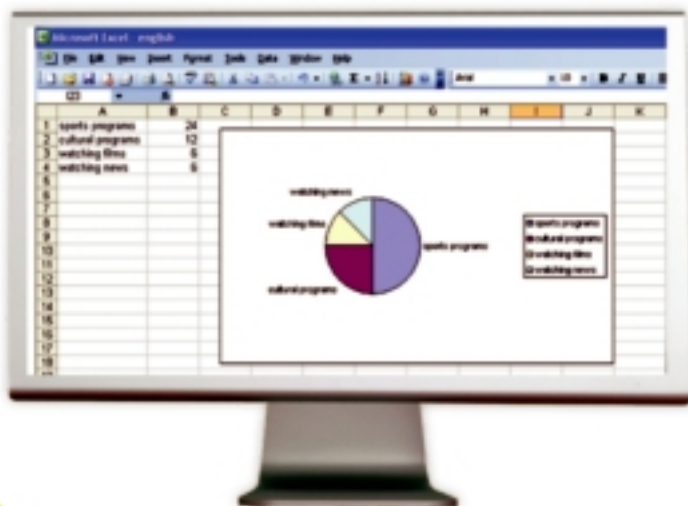 Microsoft Excel - english
File Edit View Insert Format Tools Data Window Help
Arial 10 B I U
I23
A B C D E F G H I J K
1 sports programs 24
2 cultural programs 12
3 watching films 6
4 watching news 6
5
6
7
8
9
10
11
12
13
14
15
16
17
18
watching news
watching films
sports programs
cultural programs
sports programs
cultural programs
watching films
watching news